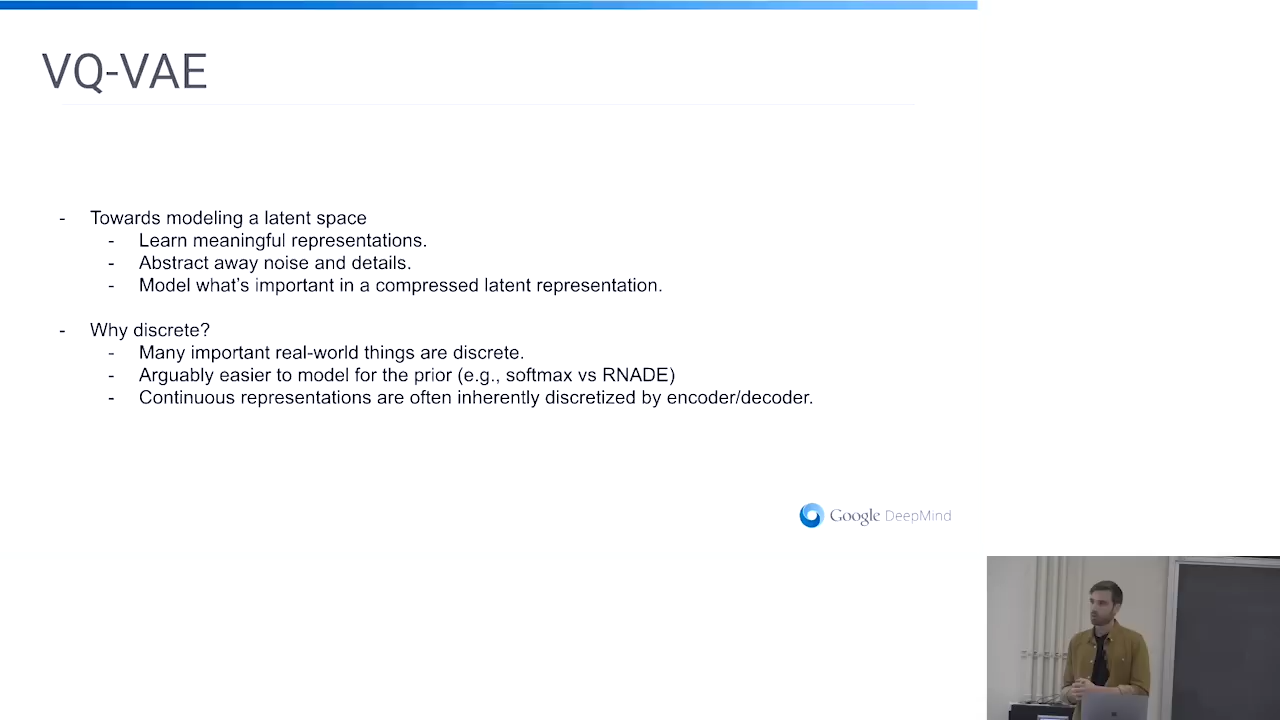 VQ-VAE
- Towards modeling a latent space
- Learn meaningful representations.
- Abstract away noise and details.
- Model what's important in a compressed latent representation.
- Why discrete?
- Many important real-world things are discrete.
- Arguably easier to model for the prior (e.g., softmax vs RNADE)
- Continuous representations are often inherently discretized by encoder/decoder.
Google DeepMind